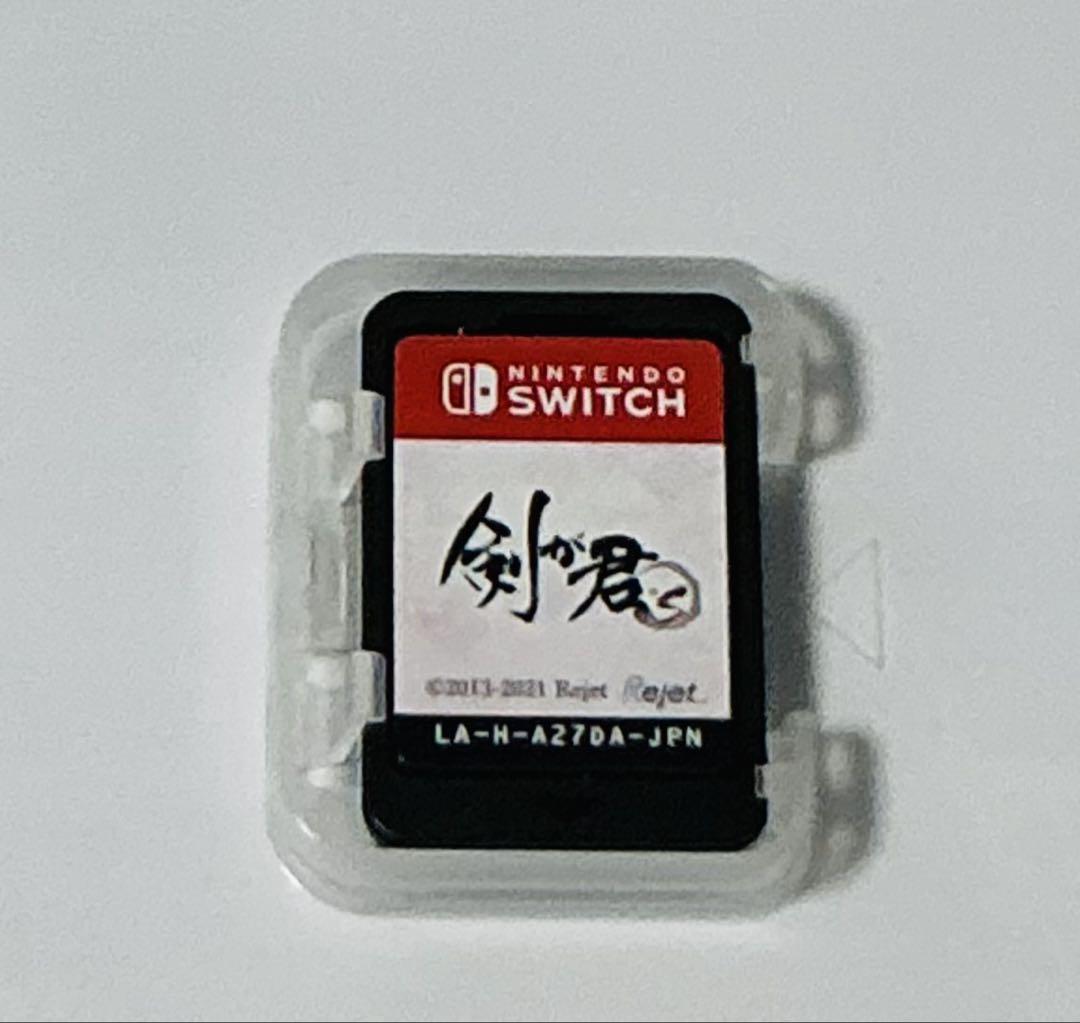 NINTENDO
SWITCH
剣が君
©2013-2021 Rejet Rejet
LA-H-A27DA-JPN